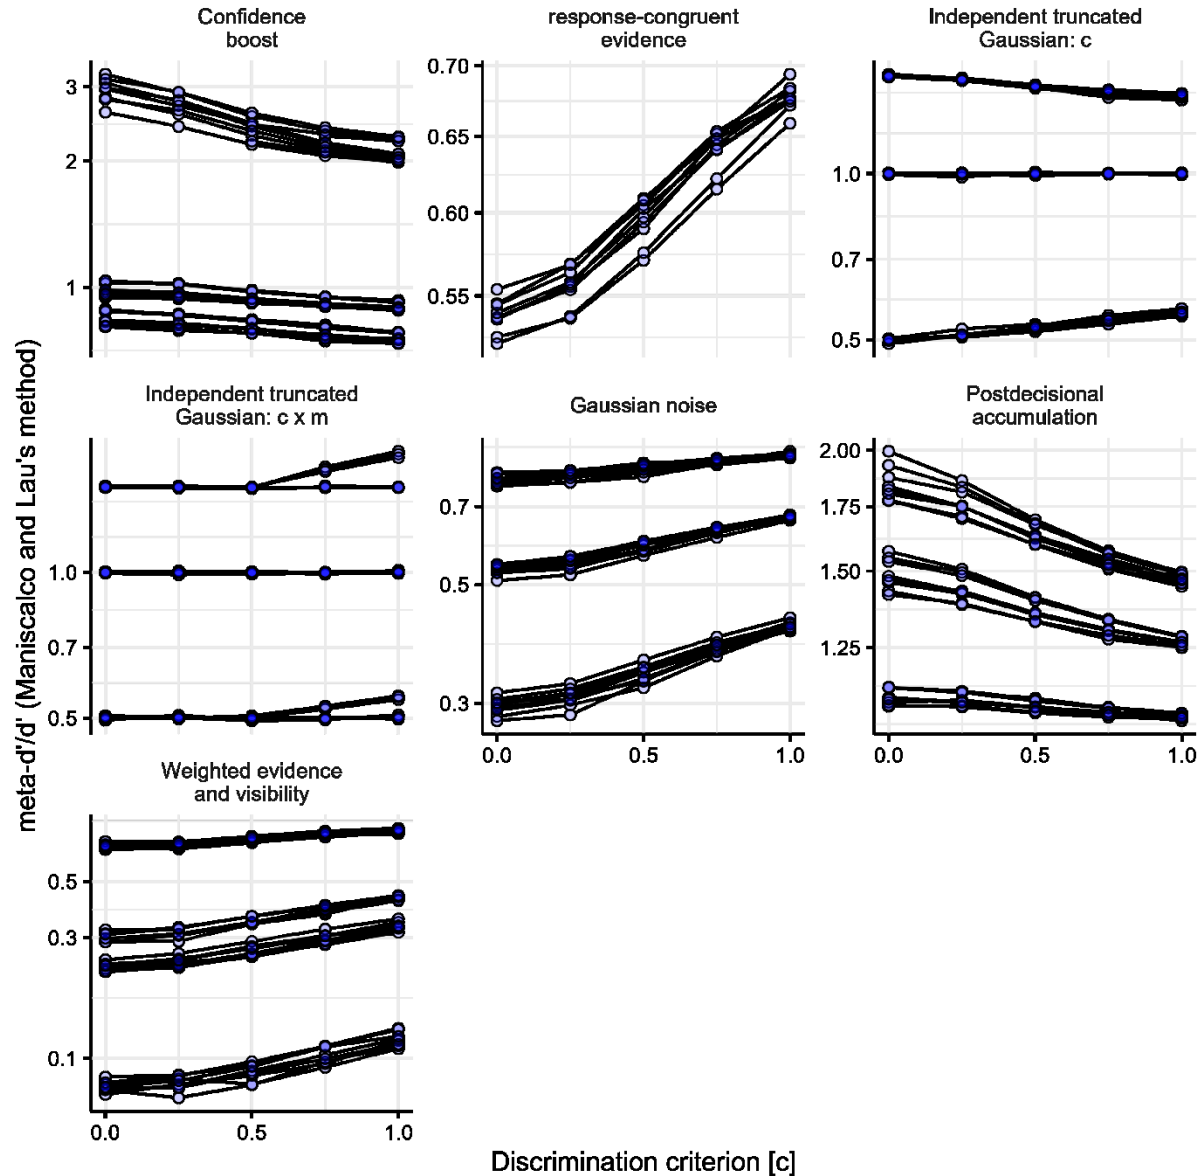 Confidence
boost
response-congruent
evidence
Independent truncated
Gaussian: c
3
2
1
0.70
0.65
0.60
0.55
1.0
0.7
0.5
meta-d'/d' (Maniscalco and Lau's method)
Independent truncated
Gaussian: c x m
Gaussian noise
Postdecisional
accumulation
1.0
0.7
0.5
0.7
0.5
0.3
0.0 0.5 1.0
2.00
1.75
1.50
1.25
0.0 0.5 1.0
Weighted evidence
and visibility
0.5
0.3
0.1
0.0 0.5 1.0
Discrimination criterion [c]